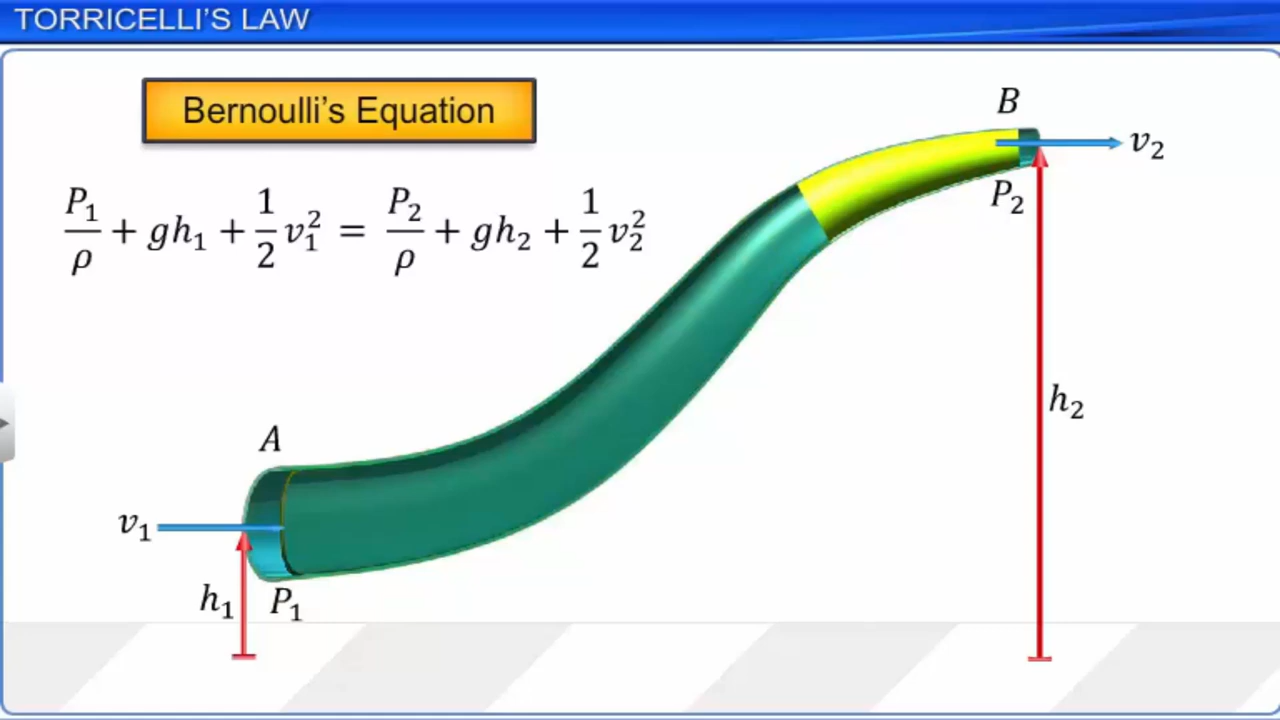 TORRICELLI'S LAW
Bernoulli's Equation
P₁/ρ + gh₁ + 1/2 v₁² = P₂/ρ + gh₂ + 1/2 v₂²
B
v₂
P₂
h₂
A
v₁
h₁
P₁